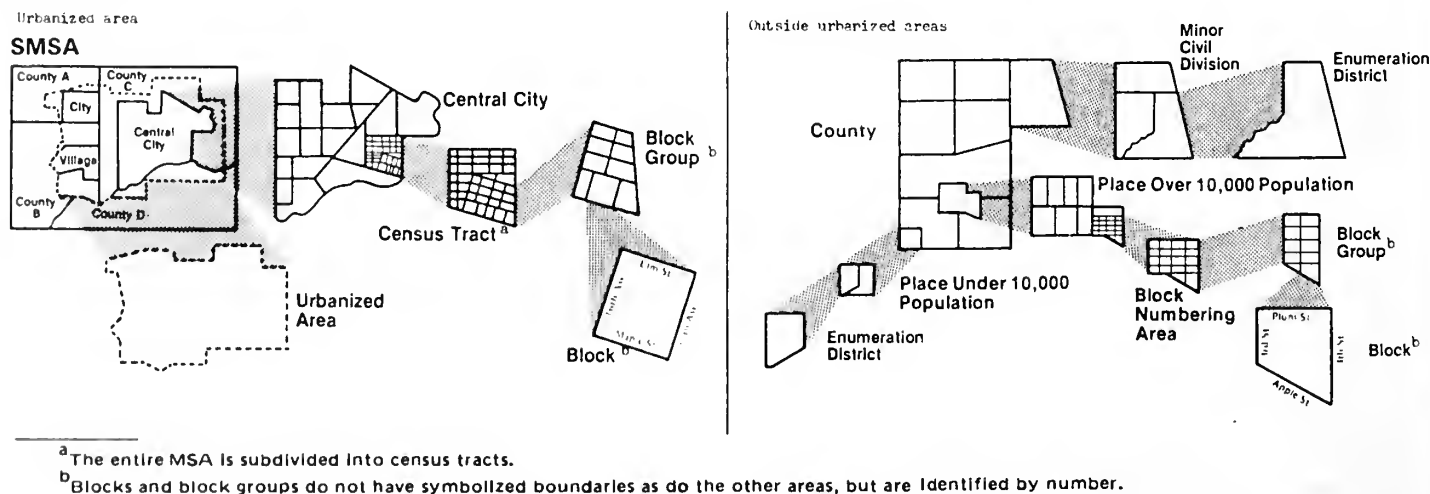 Urbanized area
SMSA
County A
County
C
City
Central
City
Village
County
B
County D
Central City
Census Tract a
Block
Group b
Elm St
Block b
Urbanized
Area
Outside urbanized areas
County
Minor
Civil
Division
Enumeration
District
Place Over 10,000 Population
Place Under 10,000
Population
Enumeration
District
Block
Numbering
Area
Block
Group b
Plum St
Apple St
Block b
a The entire MSA is subdivided into census tracts.
b Blocks and block groups do not have symbolized boundaries as do the other areas, but are identified by number.